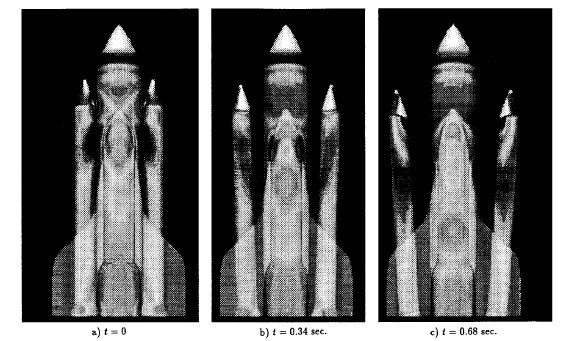 a) t = 0
b) t = 0.34 sec.
c) t = 0.68 sec.